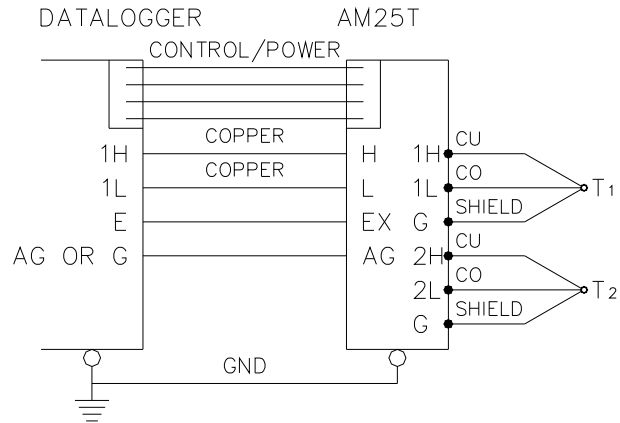 DATALOGGER AM25T
CONTROL/POWER
COPPER
1H H 1H CU
COPPER
1L L 1L CO
T1
E EX G SHIELD
AG OR G AG 2H CU
2L CO
T2
G SHIELD
GND